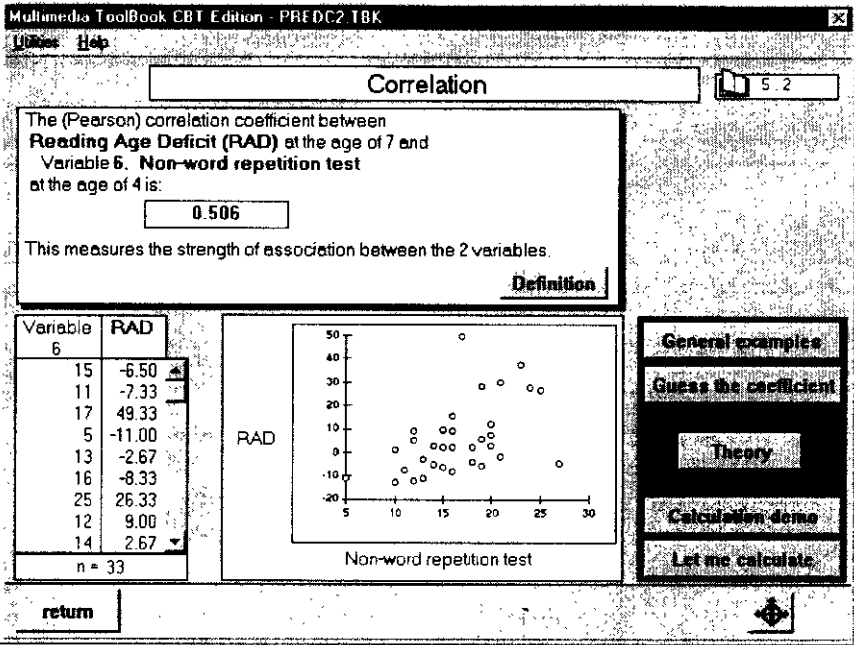 Multimedia ToolBook CBT Edition - PREDC2.TBK
Utilities Help
Correlation
5.2
The (Pearson) correlation coefficient between
Reading Age Deficit (RAD) at the age of 7 and
Variable 6. Non-word repetition test
at the age of 4 is:
0.506
This measures the strength of association between the 2 variables.
Definition
Variable 6 RAD
15 -6.50
11 -7.33
17 49.33
5 -11.00
13 -2.67
16 -8.33
25 26.33
12 9.00
14 2.67
n = 33
RAD
50
40
30
20
10
0
-10
-20
5 10 15 20 25 30
Non-word repetition test
General examples
Guess the coefficient
Theory
Calculation demo
Let me calculate
return